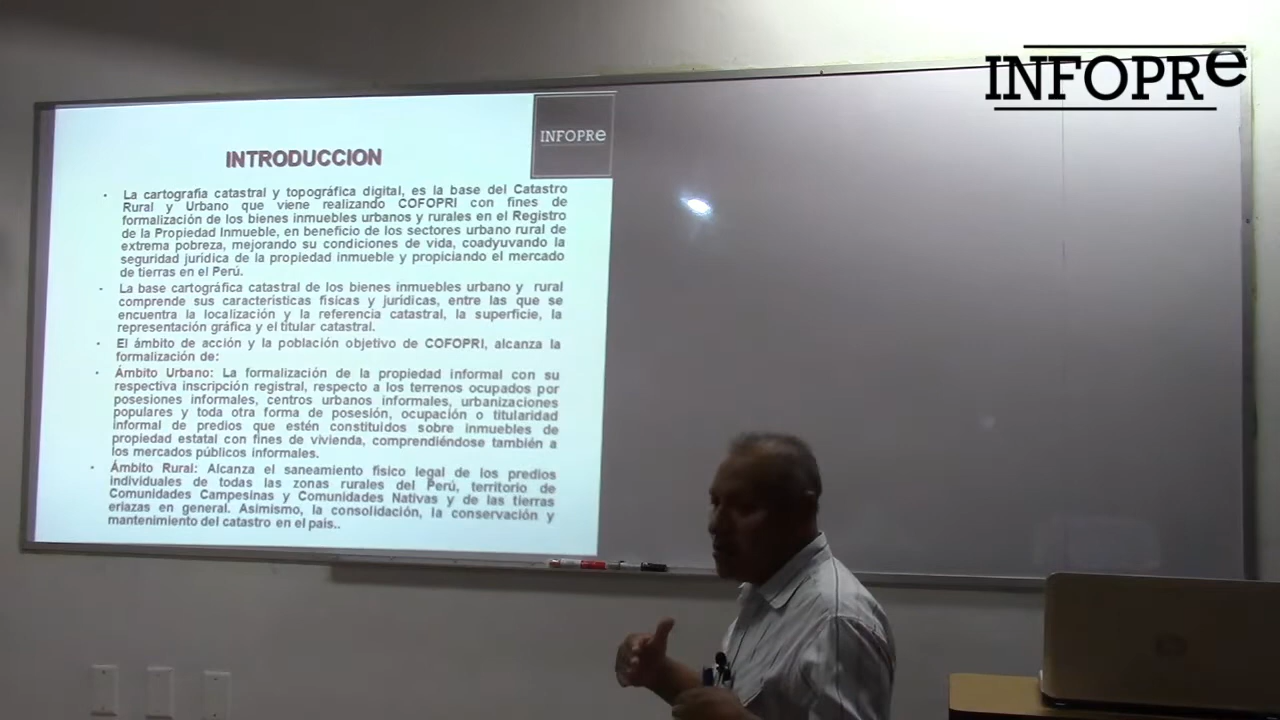 INFOPRe
INFOPRe
INTRODUCCION
• La cartografía catastral y topográfica digital, es la base del Catastro
Rural y Urbano que viene realizando COFOPRI con fines de
formalización de los bienes inmuebles urbanos y rurales en el Registro
de la Propiedad Inmueble, en beneficio de los sectores urbano rural de
extrema pobreza, mejorando su condiciones de vida, coadyuvando la
seguridad jurídica de la propiedad inmueble y propiciando el mercado
de tierras en el Perú.
• La base cartográfica catastral de los bienes inmuebles urbano y rural
comprende sus características físicas y jurídicas, entre las que se
encuentra la localización y la referencia catastral, la superficie, la
representación gráfica y el titular catastral.
• El ámbito de acción y la población objetivo de COFOPRI, alcanza la
formalización de:
• Ámbito Urbano: La formalización de la propiedad informal con su
respectiva inscripción registral, respecto a los terrenos ocupados por
posesiones informales, centros urbanos informales, urbanizaciones
populares y toda otra forma de posesión, ocupación o titularidad
informal de predios que estén constituidos sobre inmuebles de
propiedad estatal con fines de vivienda, comprendiéndose también a
los mercados públicos informales.
• Ámbito Rural: Alcanza el saneamiento físico legal de los predios
individuales de todas las zonas rurales del Perú, territorio de
Comunidades Campesinas y Comunidades Nativas y de las tierras
eriazas en general. Asimismo, la consolidación, la conservación y
mantenimiento del catastro en el país..